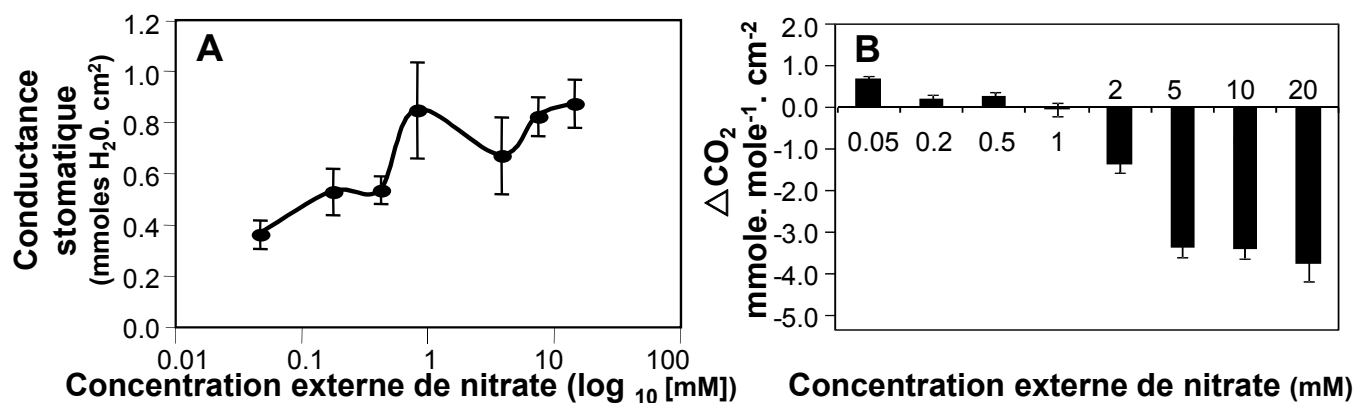 A
Conductance
stomatique
(mmoles H₂0. cm²)
1.2
1.0
0.8
0.6
0.4
0.2
0.0
0.01 0.1 1 10 100
Concentration externe de nitrate (log ₁₀ [mM])
B
△CO₂
mmole. mole⁻¹. cm⁻²
2.0
1.0
0.0
-1.0
-2.0
-3.0
-4.0
-5.0
2 5 10 20
0.05 0.2 0.5 1
Concentration externe de nitrate (mM)